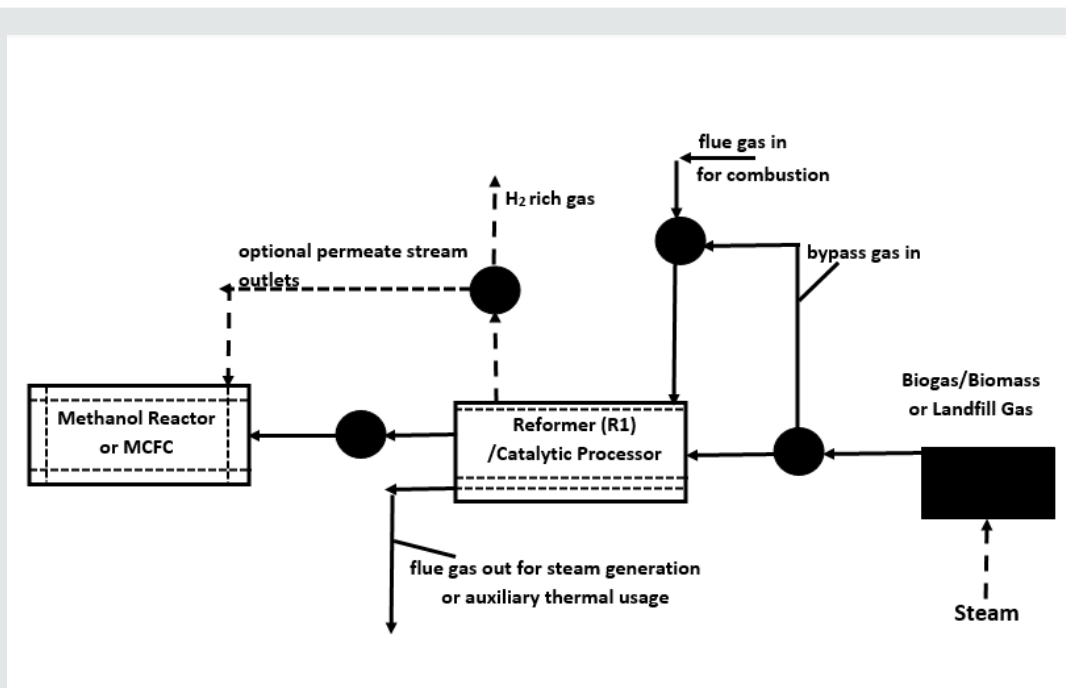 flue gas in
for combustion
H₂ rich gas
optional permeate stream
outlets
bypass gas in
Biogas/Biomass
or Landfill Gas
Methanol Reactor
or MCFC
Reformer (R1)
/Catalytic Processor
flue gas out for steam generation
or auxiliary thermal usage
Steam